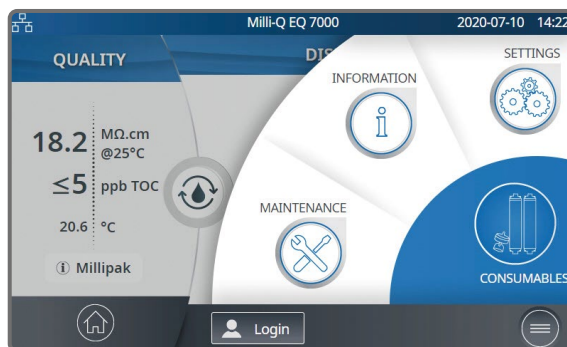 Milli-Q EQ 7000
2020-07-10 14:22
QUALITY
DIS
INFORMATION
SETTINGS
18.2 MΩ.cm
@25°C
≤5 ppb TOC
MAINTENANCE
20.6 °C
i Millipak
CONSUMABLES
Login